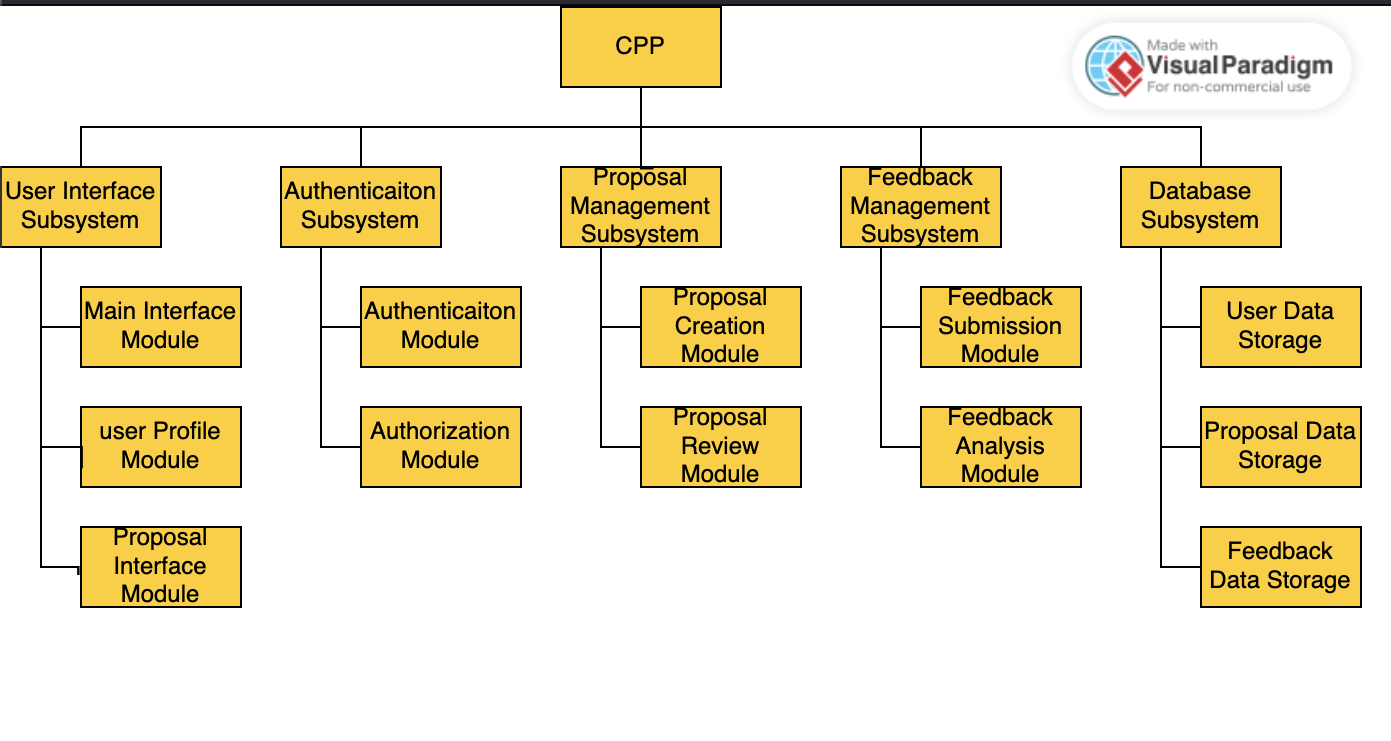 CPP
Made with
Visual Paradigm
For non-commercial use
User Interface
Subsystem
Authenticaiton
Subsystem
Proposal
Management
Subsystem
Feedback
Management
Subsystem
Database
Subsystem
Main Interface
Module
user Profile
Module
Proposal
Interface
Module
Authenticaiton
Module
Authorization
Module
Proposal
Creation
Module
Proposal
Review
Module
Feedback
Submission
Module
Feedback
Analysis
Module
User Data
Storage
Proposal Data
Storage
Feedback
Data Storage